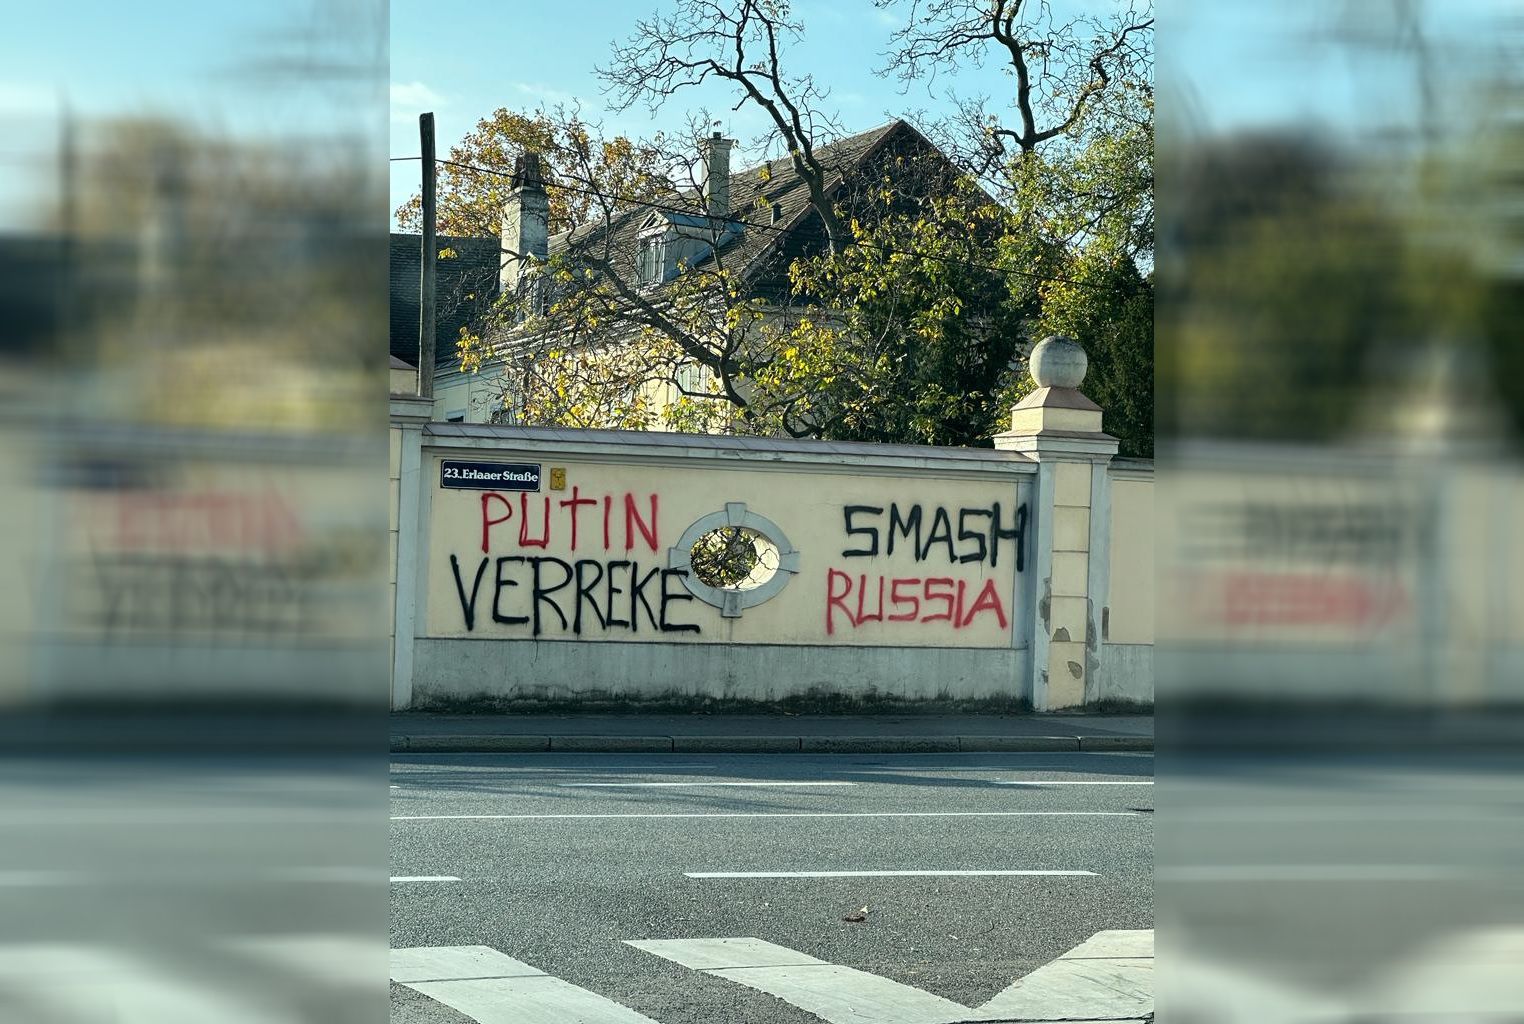 23., Erlaaer Straße
PUTIN
VERREKE
SMASH
RUSSIA